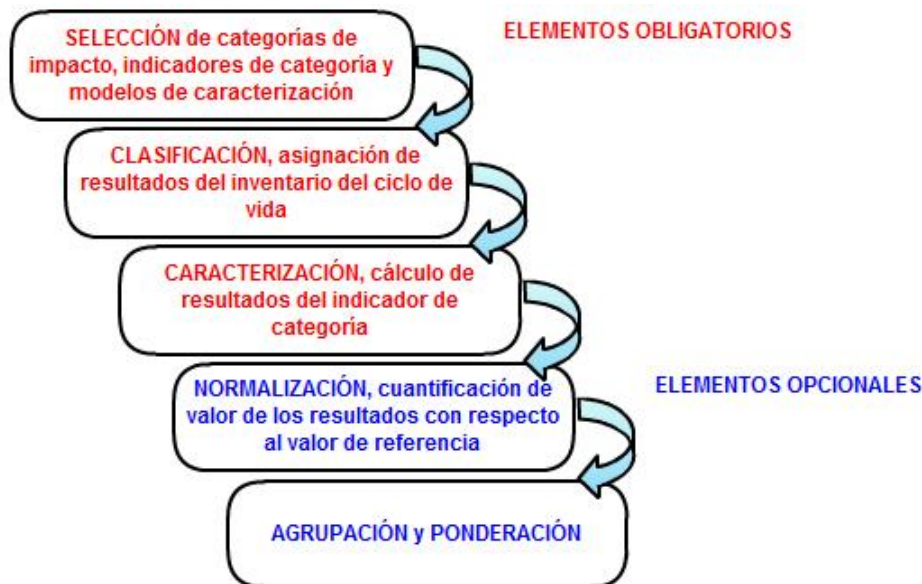 ELEMENTOS OBLIGATORIOS
SELECCIÓN de categorías de
impacto, indicadores de categoría y
modelos de caracterización
CLASIFICACIÓN, asignación de
resultados del inventario del ciclo de
vida
CARACTERIZACIÓN, cálculo de
resultados del indicador de
categoría
ELEMENTOS OPCIONALES
NORMALIZACIÓN, cuantificación de
valor de los resultados con respecto
al valor de referencia
AGRUPACIÓN y PONDERACIÓN